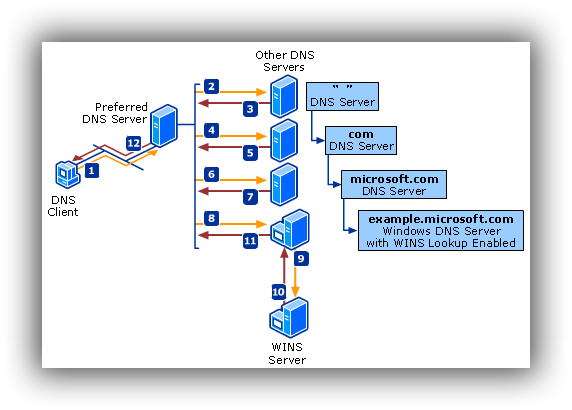 Other DNS
Servers
Preferred
DNS Server
12
1
DNS
Client
2
3
4
5
6
7
8
11
9
10
WINS
Server
" "
DNS Server
com
DNS Server
microsoft.com
DNS Server
example.microsoft.com
Windows DNS Server
with WINS Lookup Enabled